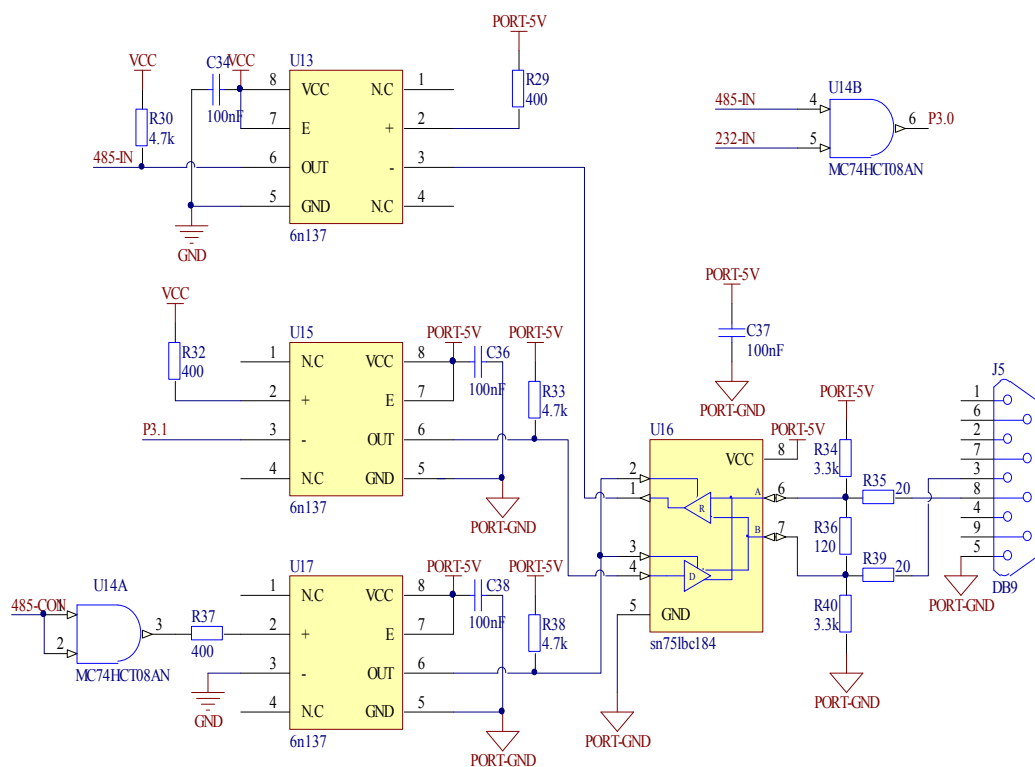 PORT-5V
VCC
C34
VCC
100nF
U13
8
VCC
N.C
1
7
E
+
2
6
OUT
-
3
5
GND
N.C
4
6n137
R29
400
R30
4.7k
485-IN
GND
U14B
485-IN
4
232-IN
5
6
P3.0
MC74HCT08AN
VCC
R32
400
P3.1
U15
1
N.C
VCC
8
2
+
E
7
3
-
OUT
6
4
N.C
GND
5
6n137
PORT-5V
C36
100nF
PORT-5V
R33
4.7k
PORT-GND
PORT-5V
C37
100nF
PORT-GND
U16
PORT-5V
VCC
8
2
1
R
A
6
B
7
3
4
D
5
GND
sn75lbc184
PORT-GND
PORT-5V
R34
3.3k
R35
20
R36
120
R39
20
R40
3.3k
PORT-GND
J5
1
6
2
7
3
8
4
9
5
DB9
PORT-GND
U14A
485-CON
2
3
MC74HCT08AN
R37
400
GND
U17
1
N.C
VCC
8
2
+
E
7
3
-
OUT
6
4
N.C
GND
5
6n137
PORT-5V
C38
100nF
PORT-5V
R38
4.7k
PORT-GND